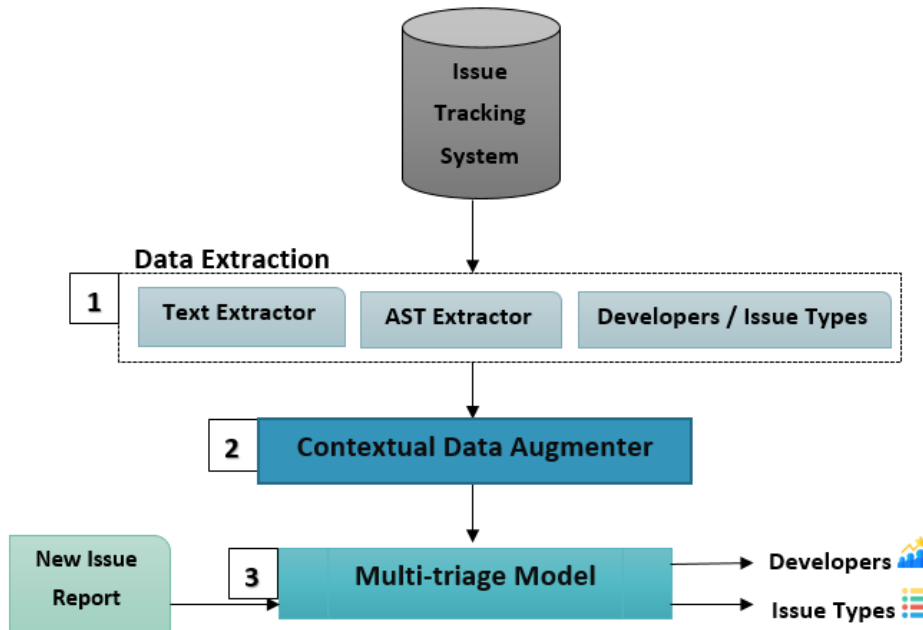 Issue
Tracking
System
Data Extraction
1
Text Extractor
AST Extractor
Developers / Issue Types
2
Contextual Data Augmenter
New Issue
Report
3
Multi-triage Model
Developers
Issue Types